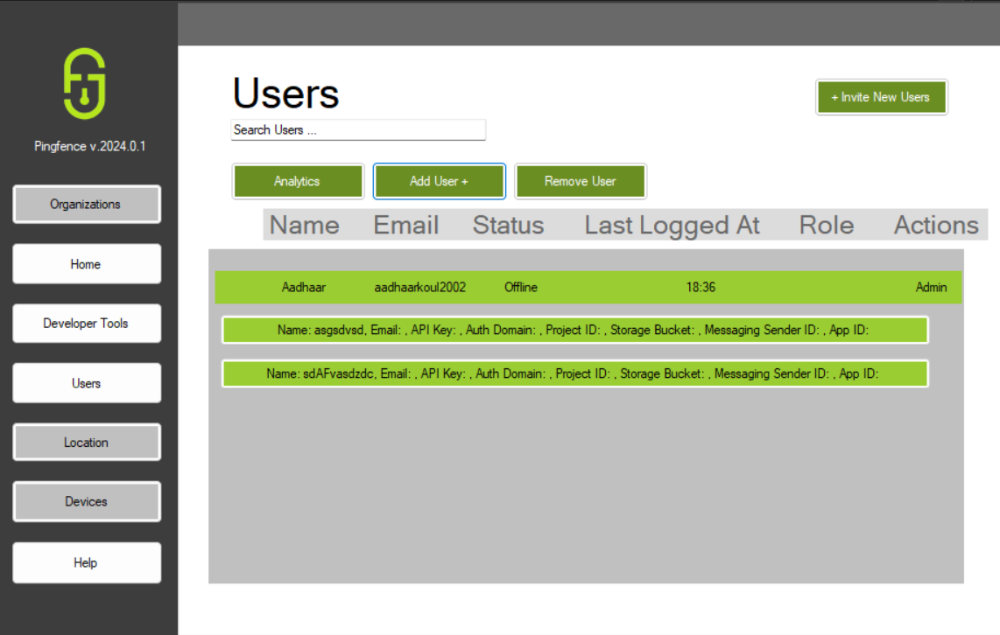 Pingfence v.2024.0.1
Organizations
Home
Developer Tools
Users
Location
Devices
Help
Users
+ Invite New Users
Search Users ...
Analytics
Add User +
Remove User
Name Email Status Last Logged At Role Actions
Aadhaar aadhaarkoul2002 Offline 18:36 Admin
Name: asgsdvsd, Email: , API Key: , Auth Domain: , Project ID: , Storage Bucket: , Messaging Sender ID: , App ID:
Name: sdAFvasdzdc, Email: , API Key: , Auth Domain: , Project ID: , Storage Bucket: , Messaging Sender ID: , App ID: